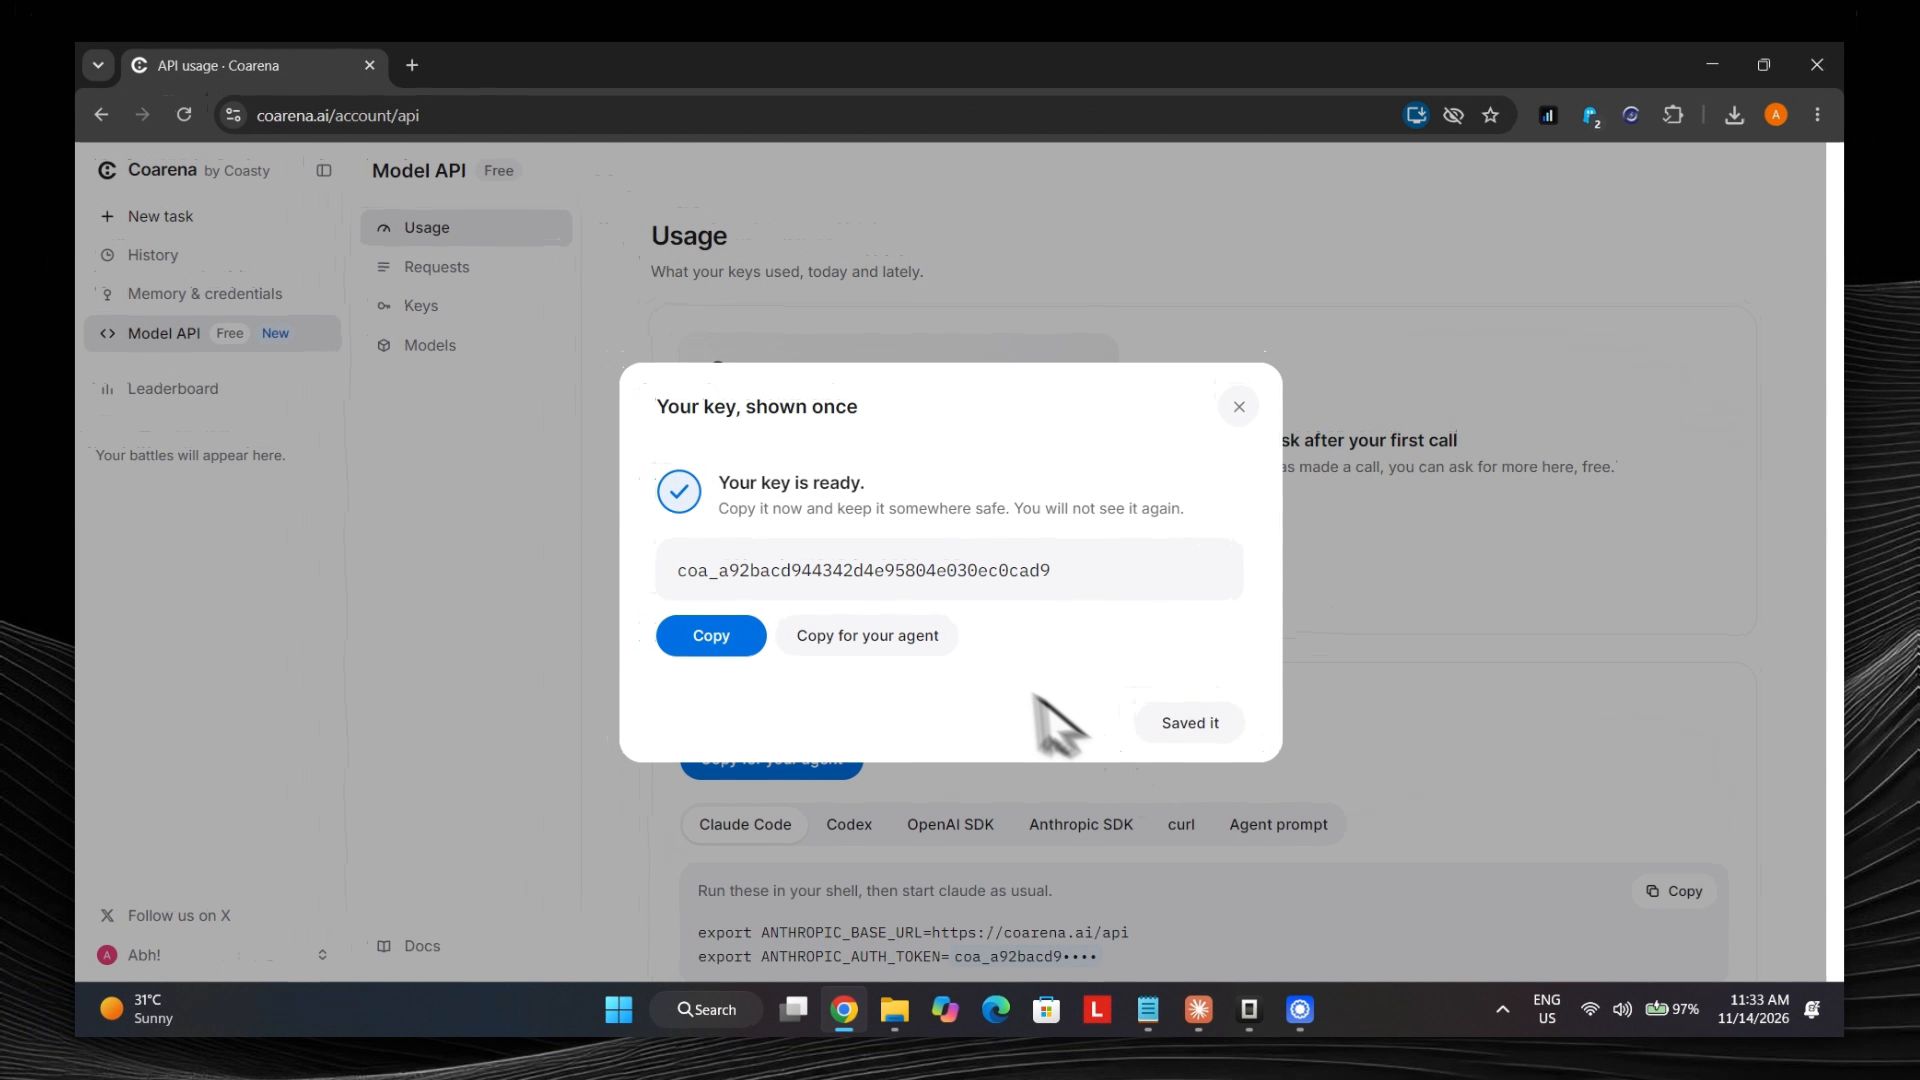 API usage · Coarena
coarena.ai/account/api
2
A
Coarena by Coasty
New task
History
Memory & credentials
Model API Free New
Leaderboard
Your battles will appear here.
Follow us on X
A Abh!
Model API Free
Usage
Requests
Keys
Models
Docs
Usage
What your keys used, today and lately.
sk after your first call
as made a call, you can ask for more here, free.
Your key, shown once
Your key is ready.
Copy it now and keep it somewhere safe. You will not see it again.
coa_a92bacd944342d4e95804e030ec0cad9
Copy Copy for your agent
Saved it
Copy for your agent
Claude Code Codex OpenAI SDK Anthropic SDK curl Agent prompt
Run these in your shell, then start claude as usual.
Copy
export ANTHROPIC_BASE_URL=https://coarena.ai/api
export ANTHROPIC_AUTH_TOKEN= coa_a92bacd9••••
31°C
Sunny
Search
L
ENG
US
97%
11:33 AM
11/14/2026